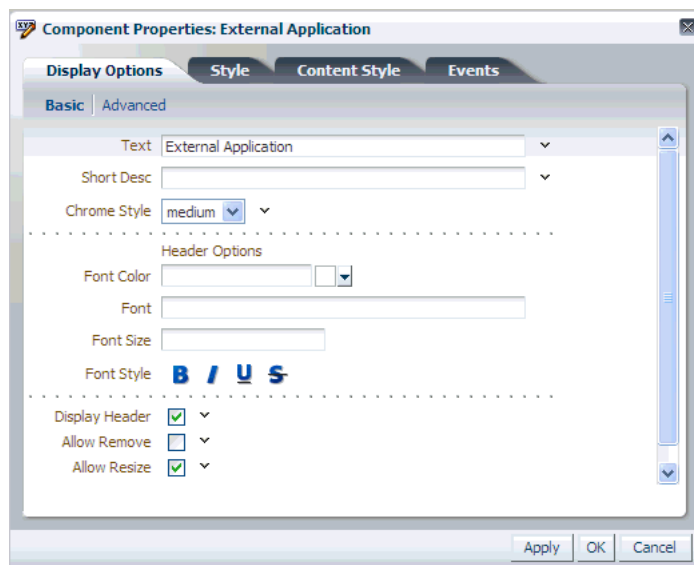 Component Properties: External Application
Display Options Style Content Style Events
Basic Advanced
Text External Application
Short Desc
Chrome Style medium
Header Options
Font Color
Font
Font Size
Font Style B I U S
Display Header
Allow Remove
Allow Resize
Apply OK Cancel